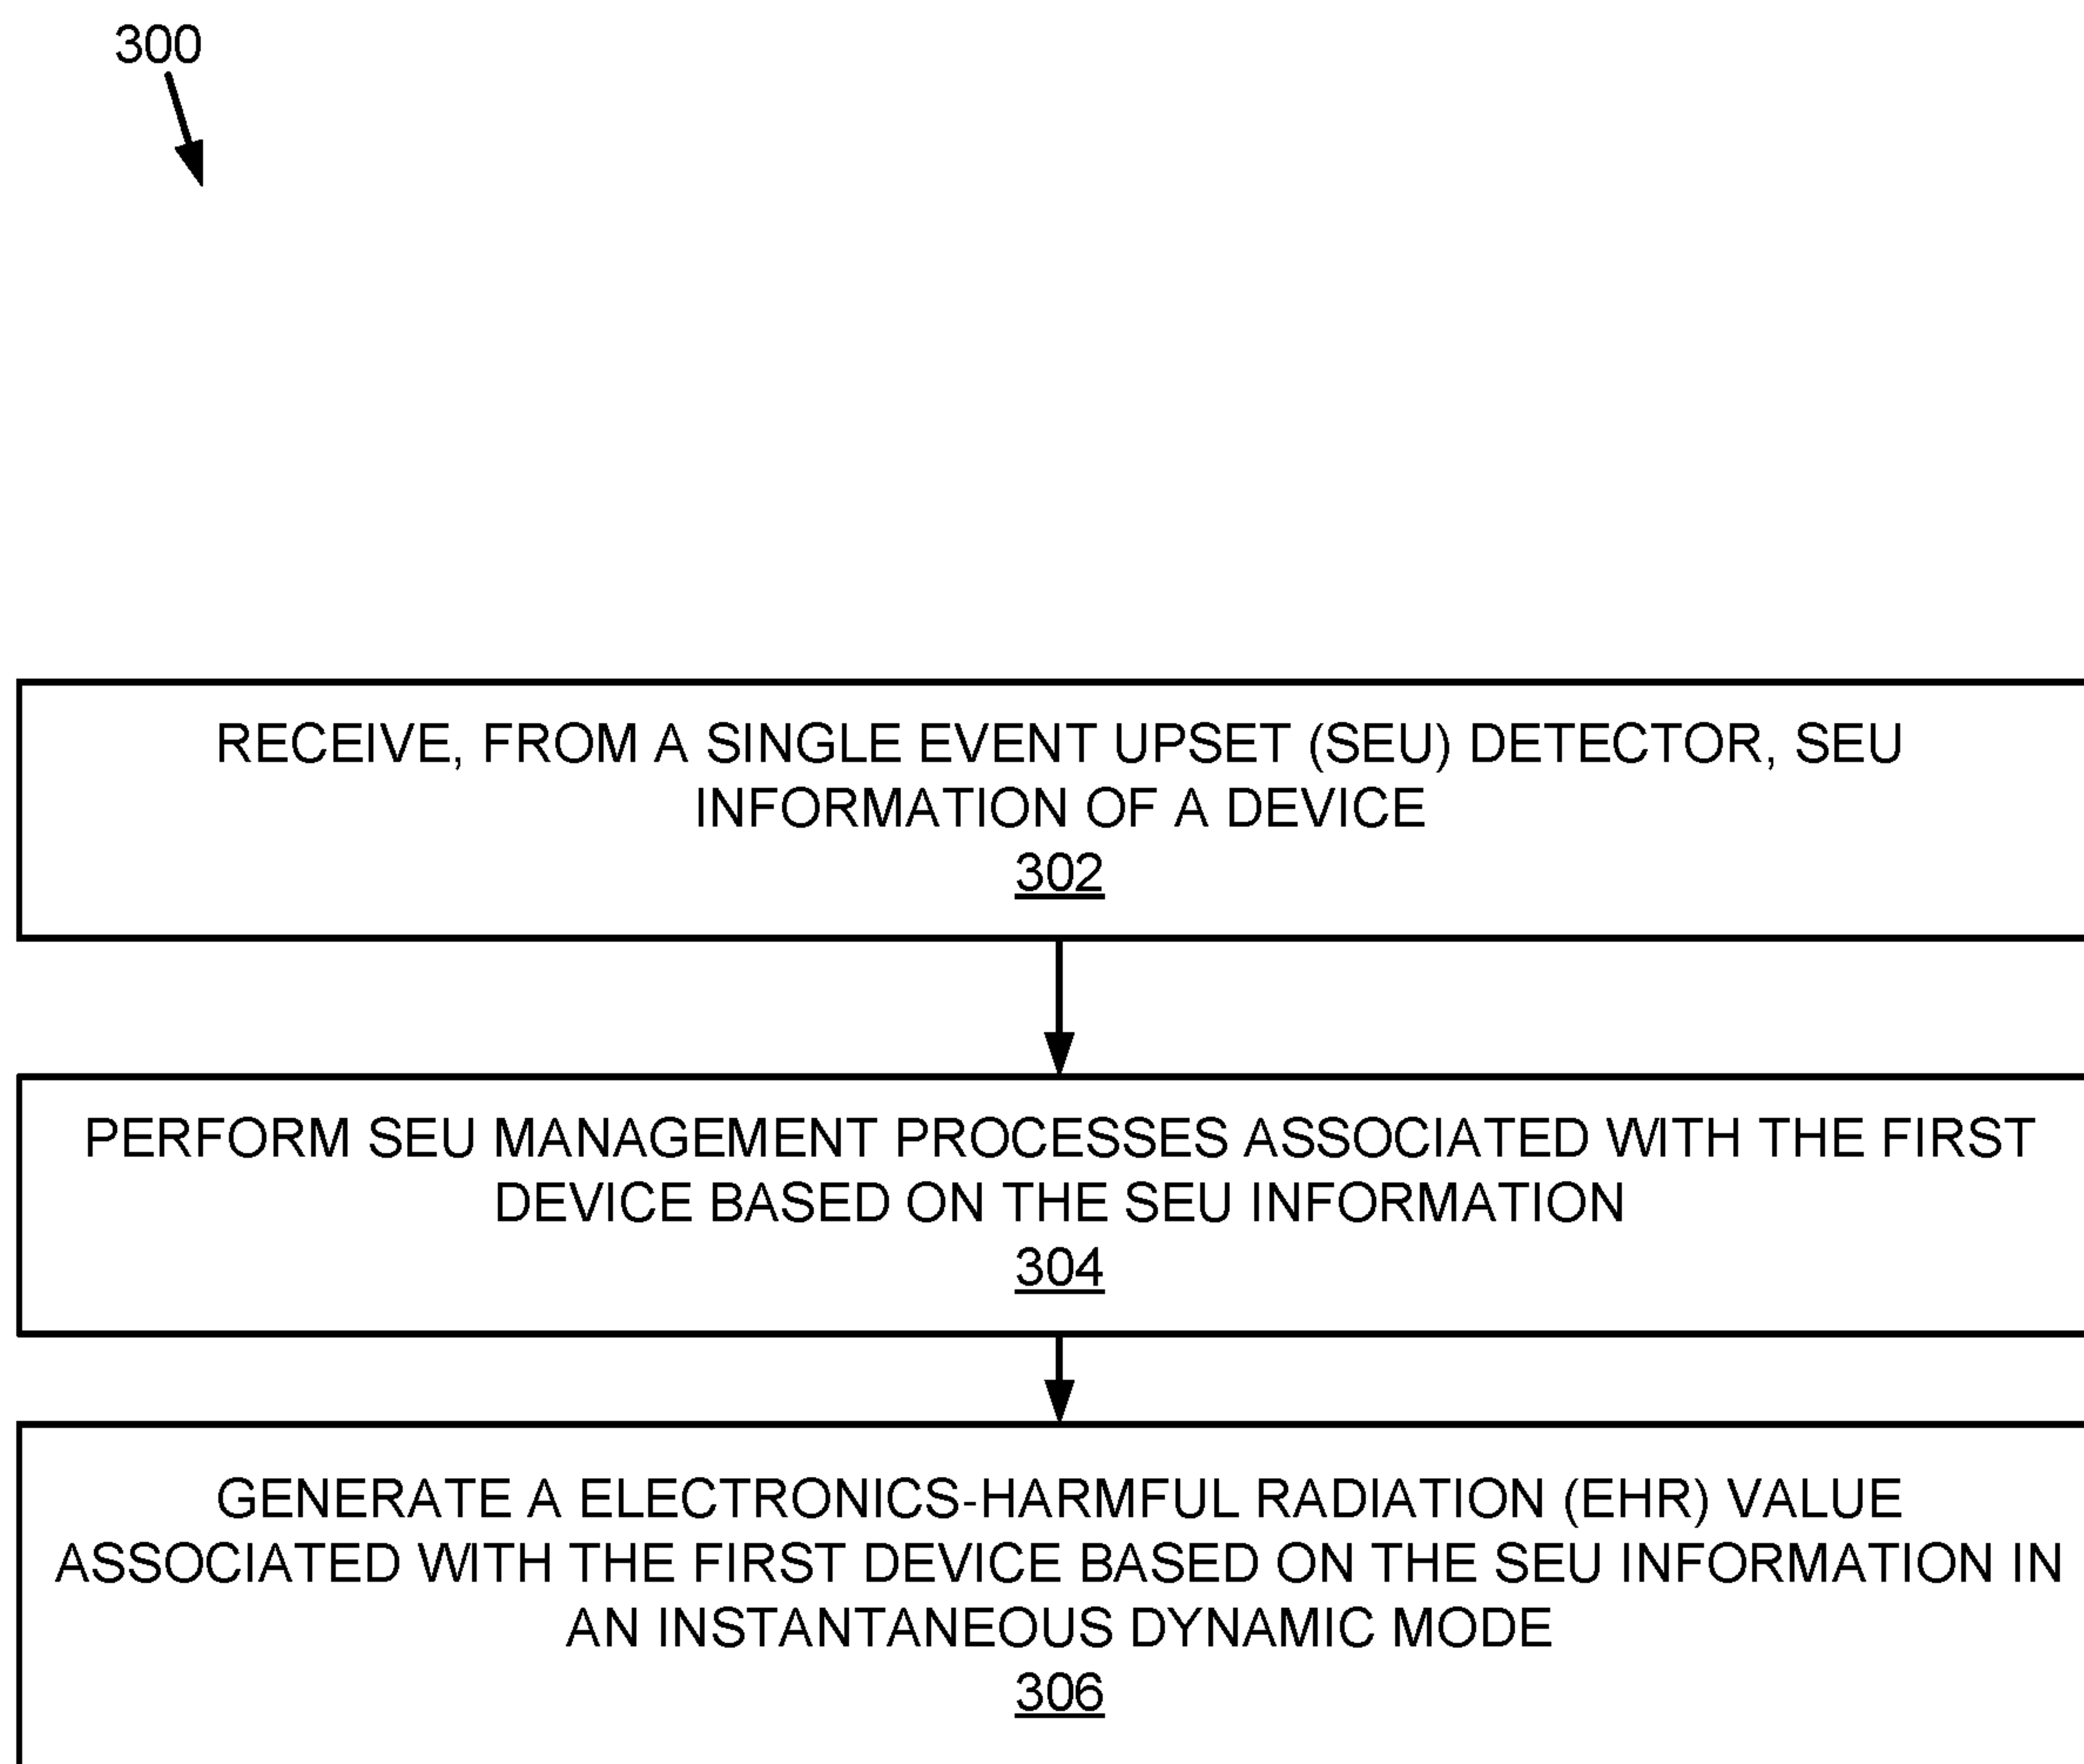 300
RECEIVE, FROM A SINGLE EVENT UPSET (SEU) DETECTOR, SEU
INFORMATION OF A DEVICE
302
PERFORM SEU MANAGEMENT PROCESSES ASSOCIATED WITH THE FIRST
DEVICE BASED ON THE SEU INFORMATION
304
GENERATE A ELECTRONICS-HARMFUL RADIATION (EHR) VALUE
ASSOCIATED WITH THE FIRST DEVICE BASED ON THE SEU INFORMATION IN
AN INSTANTANEOUS DYNAMIC MODE
306